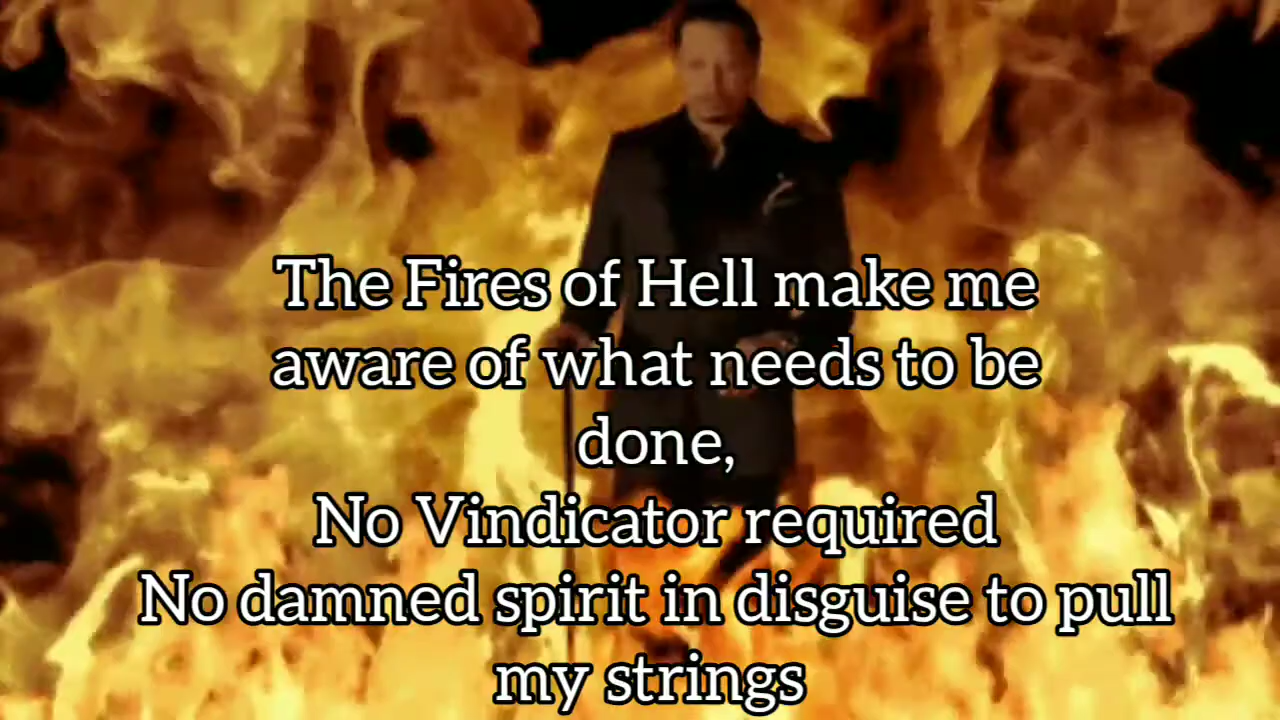 The Fires of Hell make me
aware of what needs to be
done,
No Vindicator required
No damned spirit in disguise to pull
my strings